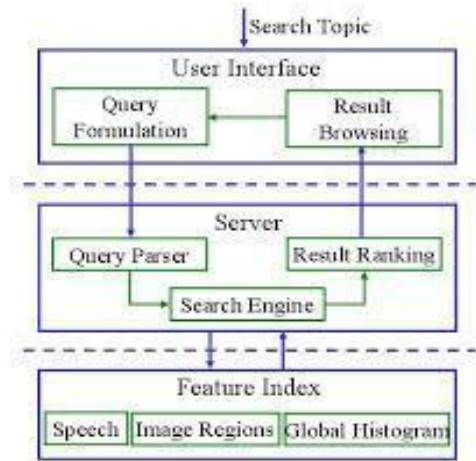 Search Topic
User Interface
Query
Formulation
Result
Browsing
Server
Query Parser
Result Ranking
Search Engine
Feature Index
Speech
Image Regions
Global Histogram